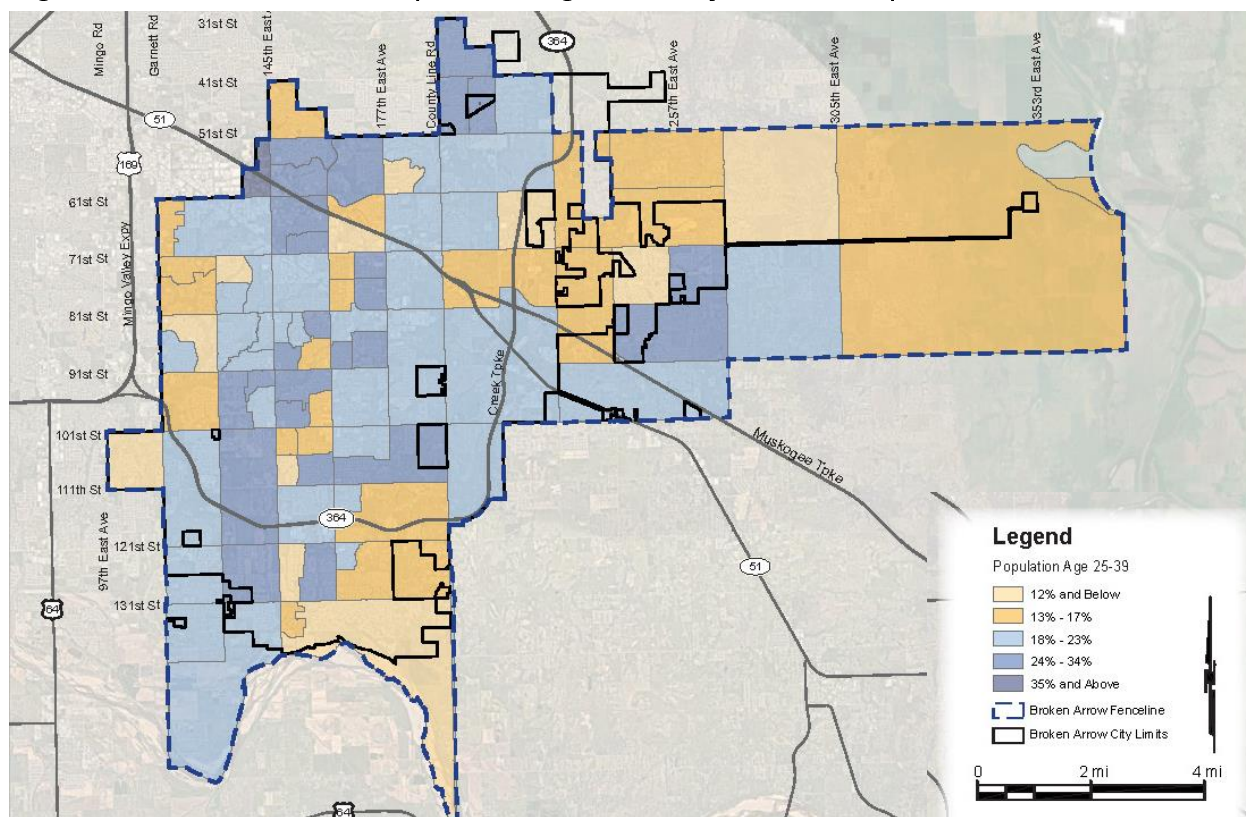 31st St
41st St
51st St
61st St
71st St
81st St
91st St
101st St
111st St
121st St
131st St
Mingo Rd
Garnett Rd
145th East A
177th East Ave
County Line Rd
257th East Ave
305th East Ave
353rd East Ave
364
51
169
Mingo Valley Expy
Creek Tpke
Muskogee Tpke
97th East Ave
364
51
64
64
Legend
Population Age 25-39
12% and Below
13% - 17%
18% - 23%
24% - 34%
35% and Above
Broken Arrow Fenceline
Broken Arrow City Limits
0 2 mi 4 mi